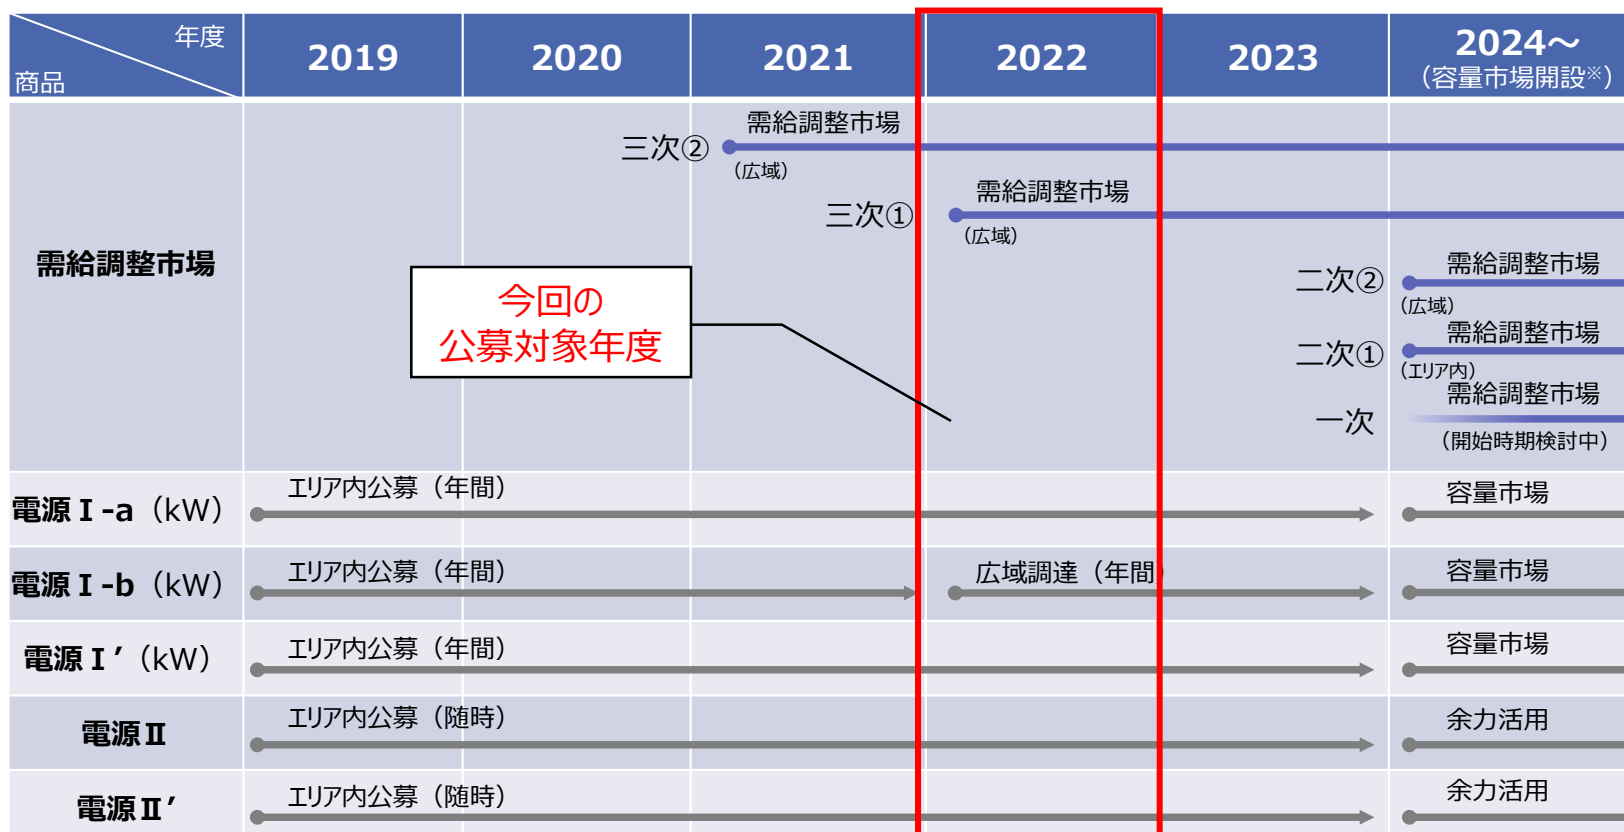 年度
商品
2019
2020
2021
2022
2023
2024～
（容量市場開設※）
需給調整市場
三次②
需給調整市場
（広域）
三次①
需給調整市場
（広域）
今回の
公募対象年度
二次②
需給調整市場
（広域）
二次①
需給調整市場
（エリア内）
一次
需給調整市場
（開始時期検討中）
電源Ⅰ-a（kW）
エリア内公募（年間）
容量市場
電源Ⅰ-b（kW）
エリア内公募（年間）
広域調達（年間）
容量市場
電源Ⅰ′（kW）
エリア内公募（年間）
容量市場
電源Ⅱ
エリア内公募（随時）
余力活用
電源Ⅱ′
エリア内公募（随時）
余力活用